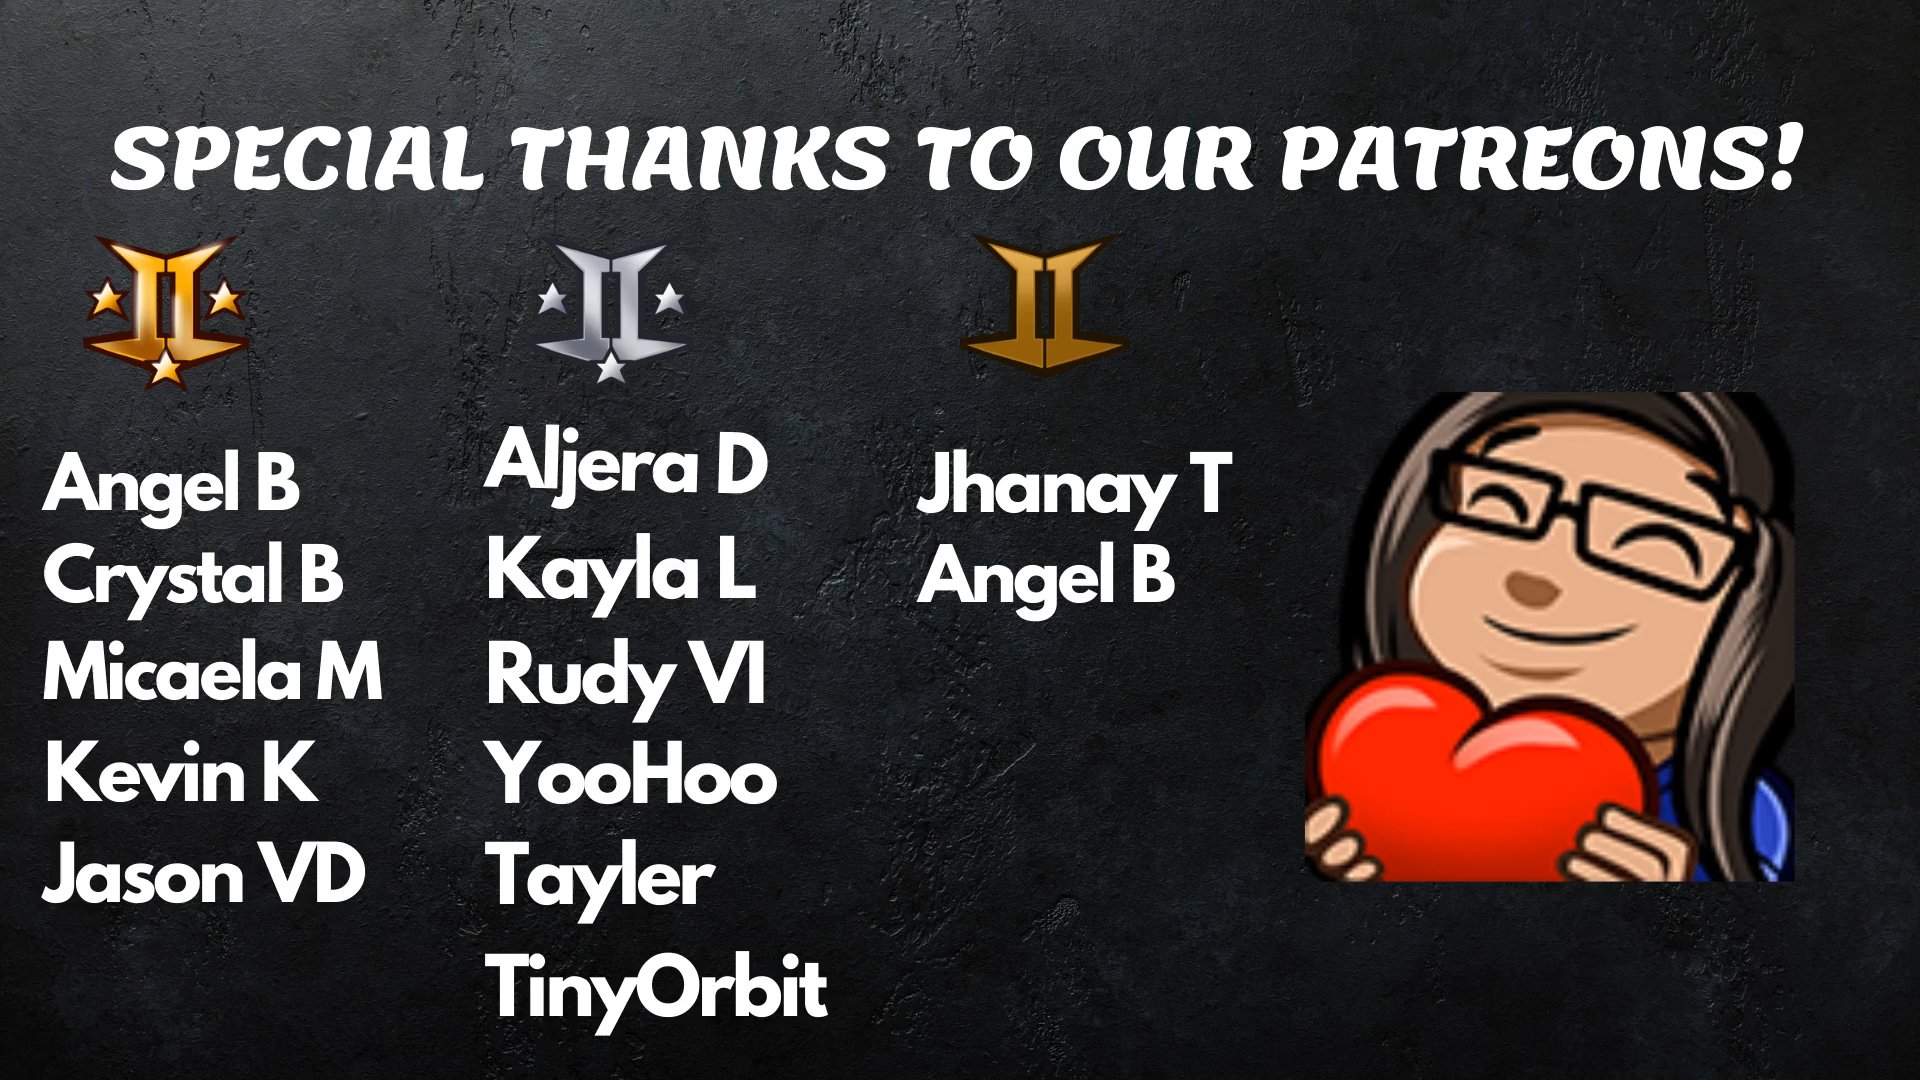 SPECIAL THANKS TO OUR PATREONS!
Angel B
Crystal B
Micaela M
Kevin K
Jason VD
Aljera D
Kayla L
Rudy VI
YooHoo
Tayler
TinyOrbit
Jhanay T
Angel B